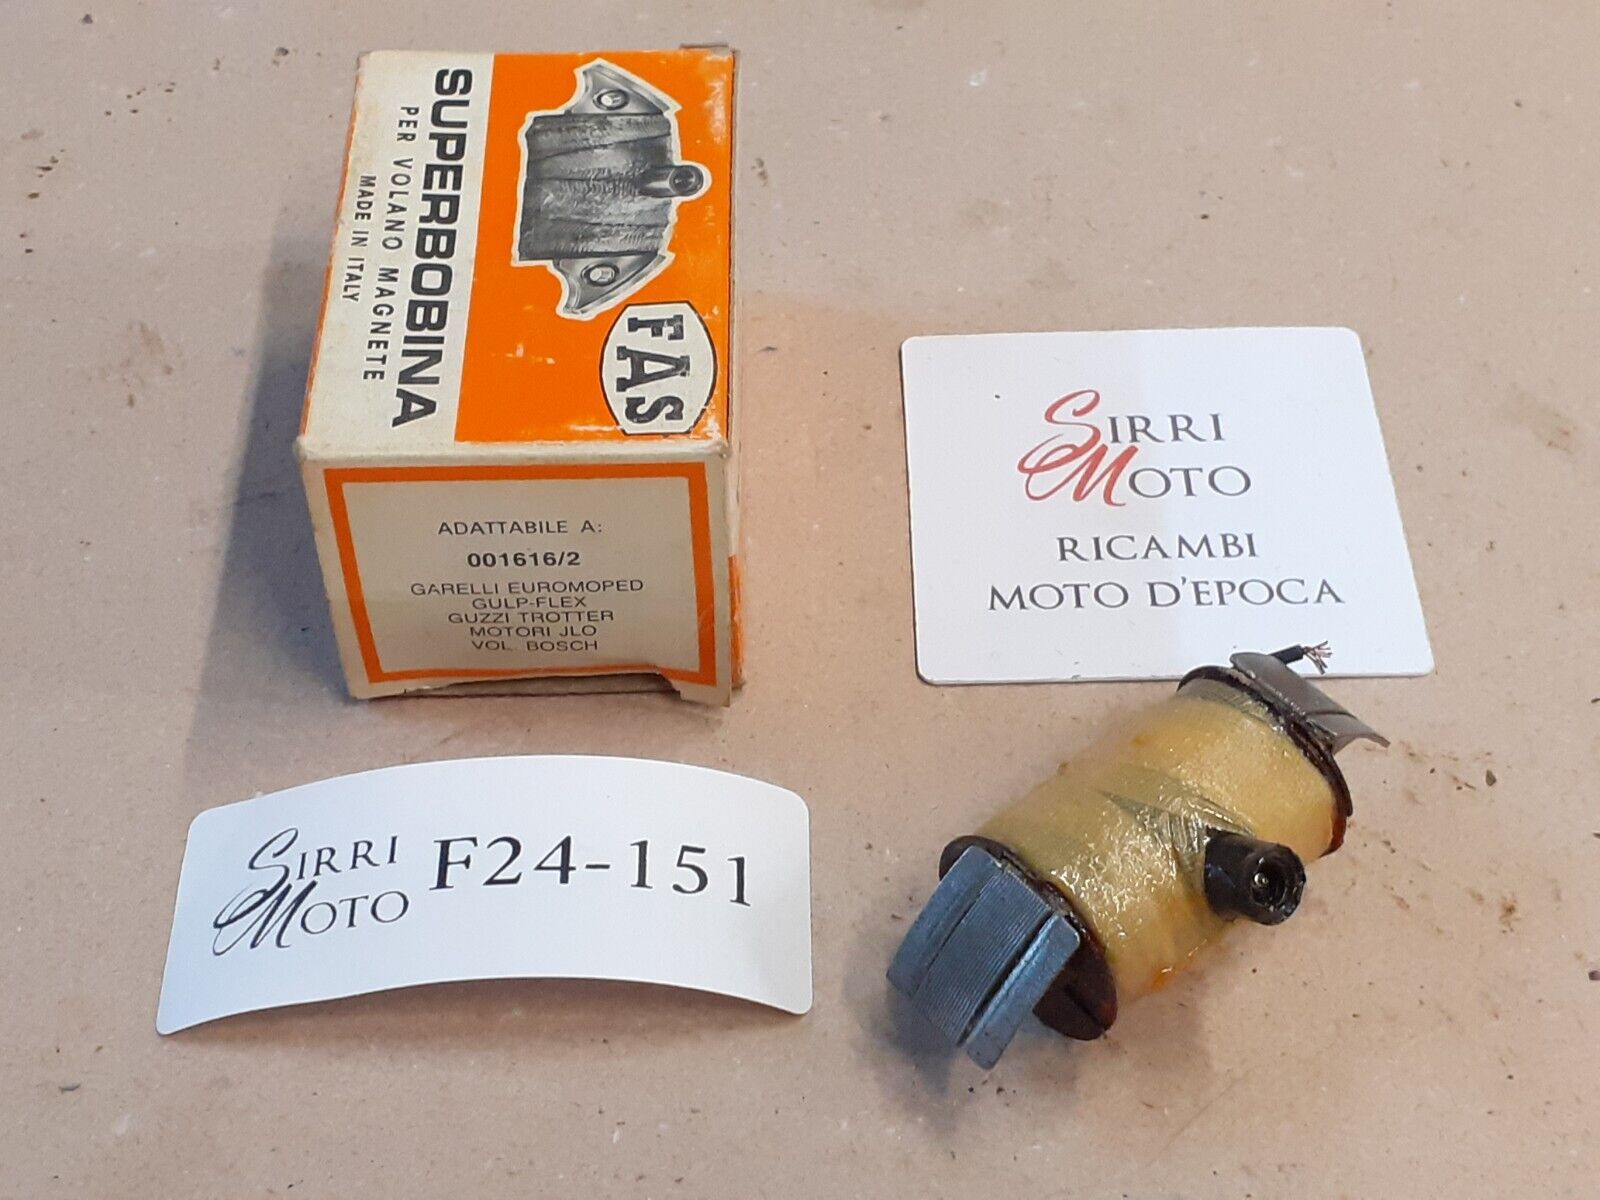 SUPERBOBINA
PER VOLANO MAGNETE
MADE IN ITALY
FAS
ADATTABILE A:
001616/2
GARELLI EUROMOPED
GULP-FLEX
GUZZI TROTTER
MOTORI JLO
VOL. BOSCH
SIRRI
MOTO
RICAMBI
MOTO D'EPOCA
SIRRI
MOTO
F24-151